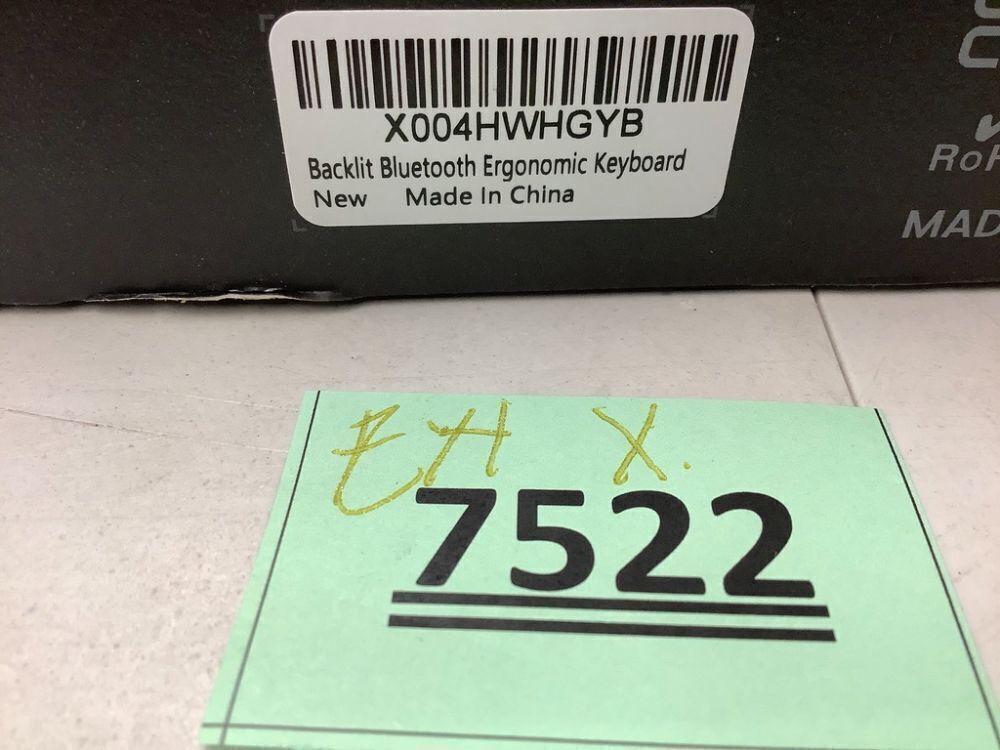 X004HWHGYB
Backlit Bluetooth Ergonomic Keyboard
New Made In China
EH X.
7522